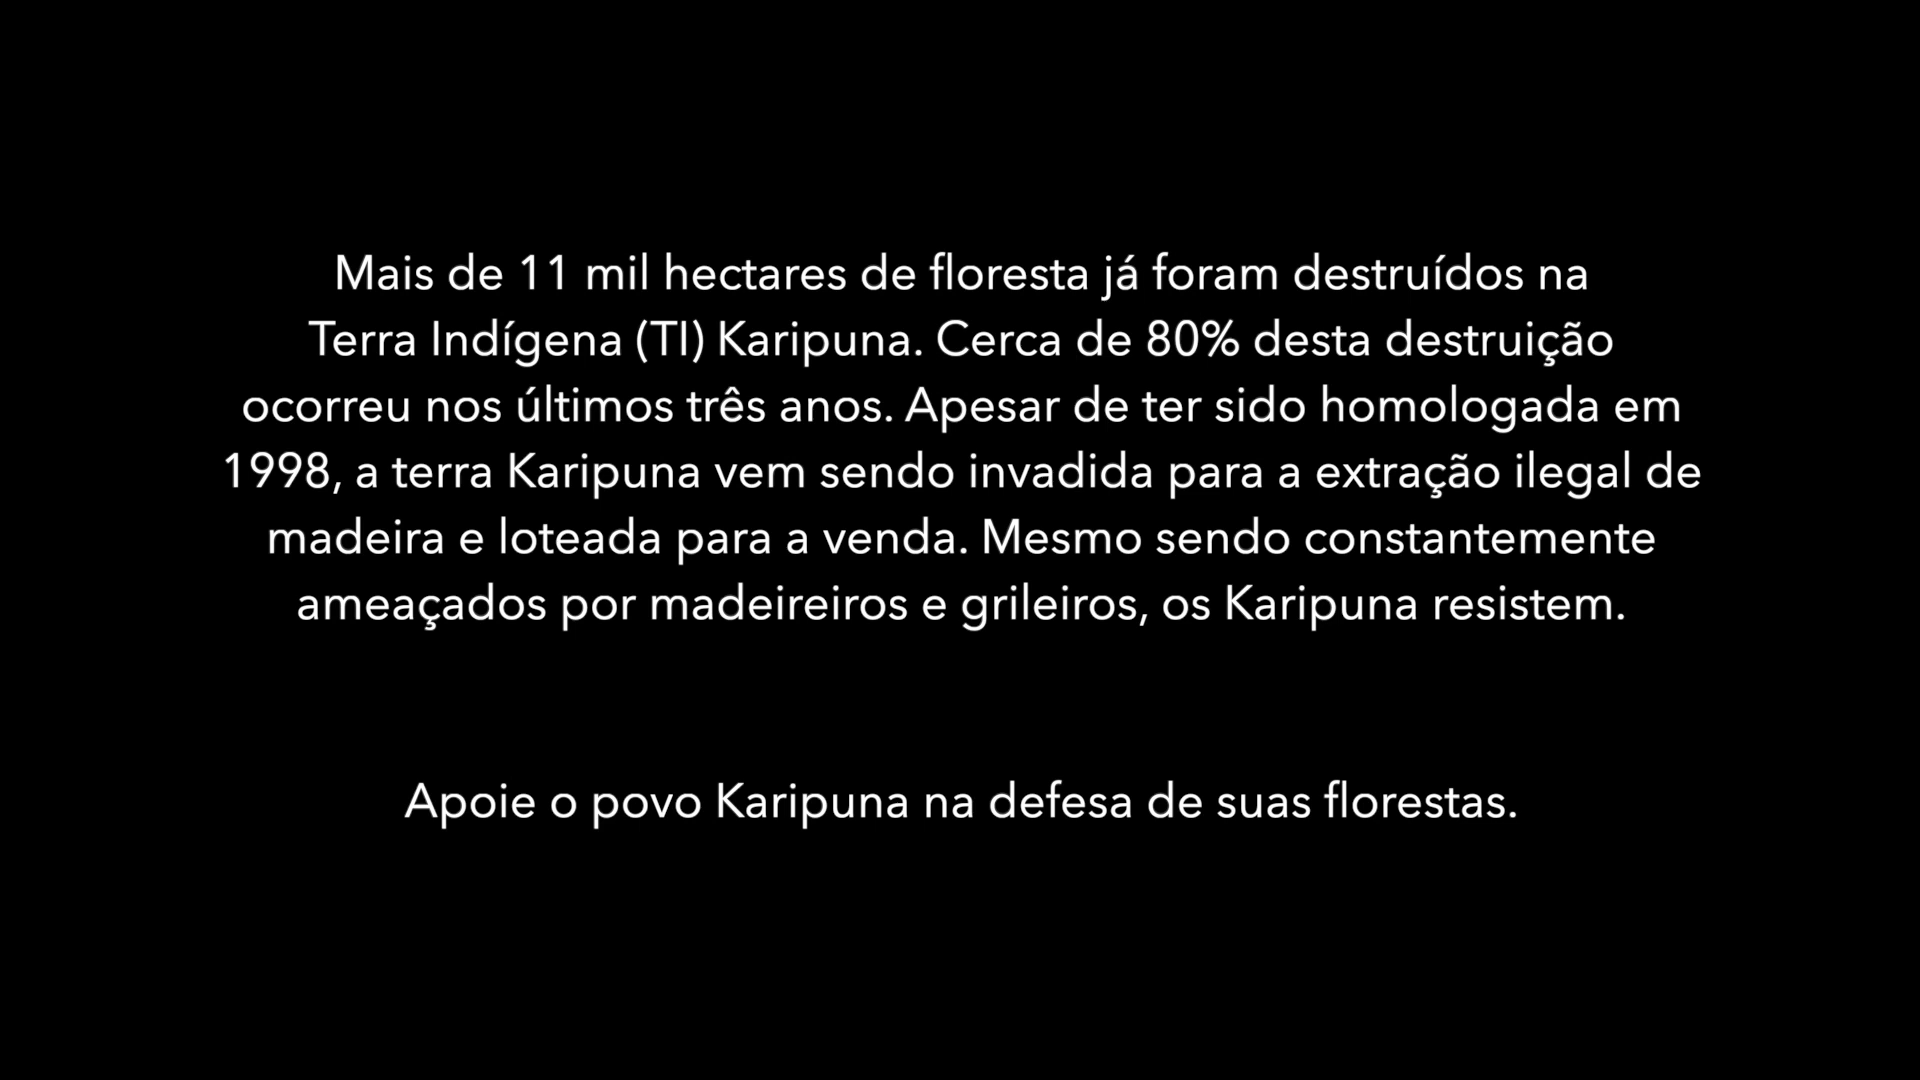 Mais de 11 mil hectares de floresta já foram destruídos na
Terra Indígena (TI) Karipuna. Cerca de 80% desta destruição
ocorreu nos últimos três anos. Apesar de ter sido homologada em
1998, a terra Karipuna vem sendo invadida para a extração ilegal de
madeira e loteada para a venda. Mesmo sendo constantemente
ameaçados por madeireiros e grileiros, os Karipuna resistem.
Apoie o povo Karipuna na defesa de suas florestas.